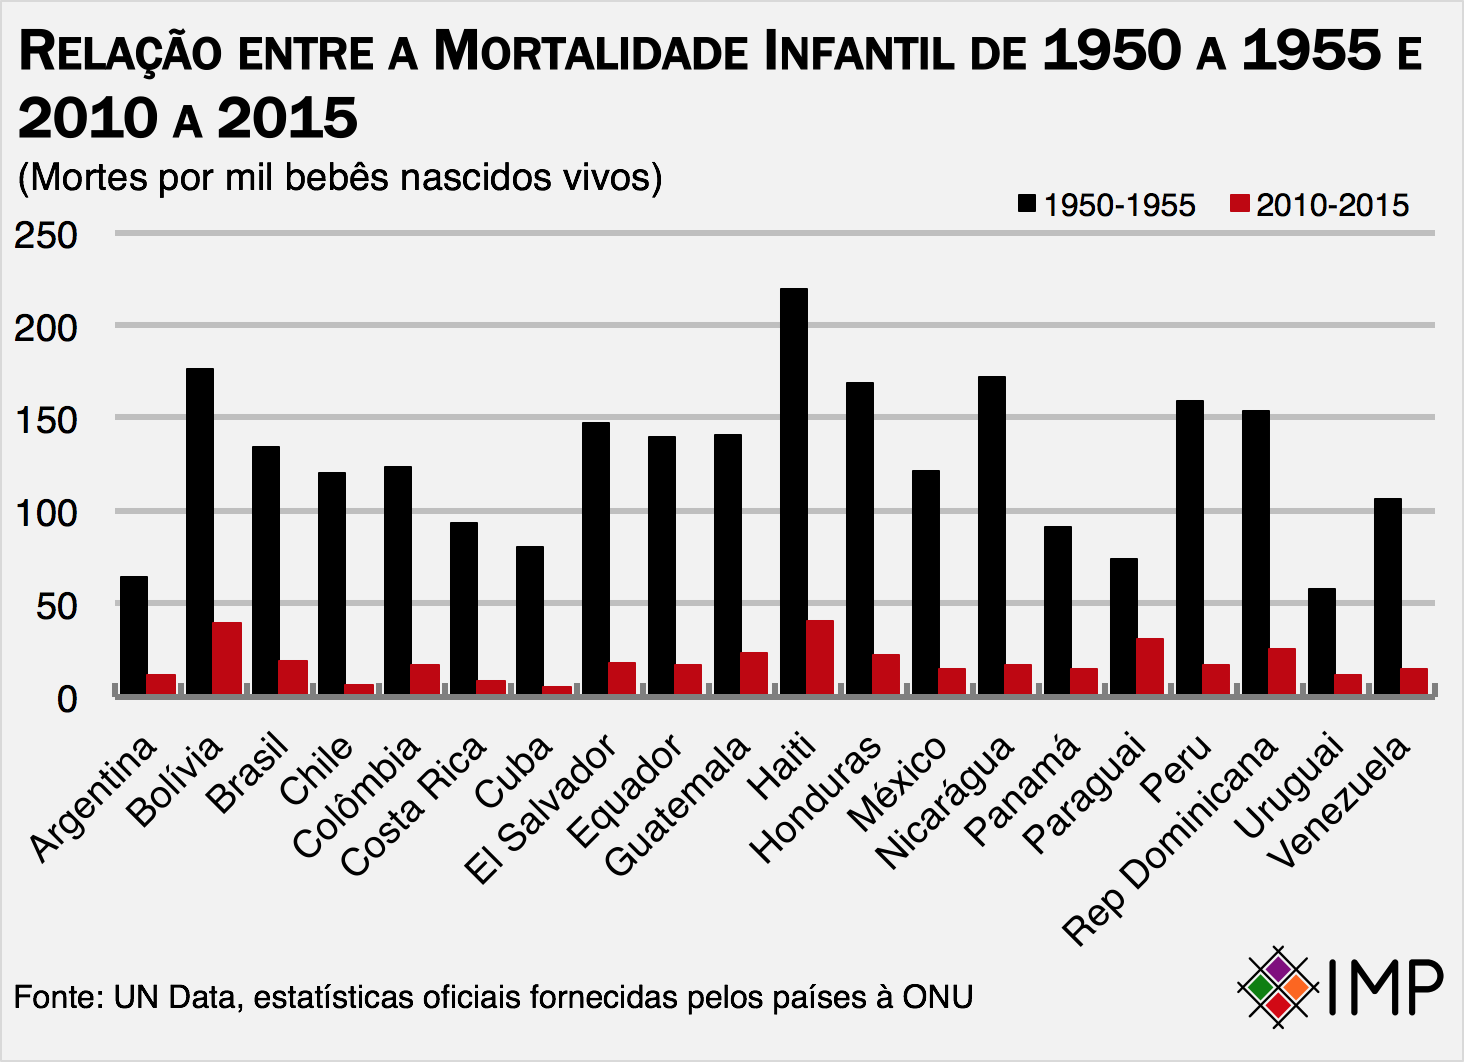 RELAÇÃO ENTRE A MORTALIDADE INFANTIL DE 1950 A 1955 E
2010 A 2015
(Mortes por mil bebês nascidos vivos)
1950-1955 2010-2015
250
200
150
100
50
0
Argentina
Bolívia
Brasil
Chile
Colômbia
Costa Rica
Cuba
El Salvador
Equador
Guatemala
Haiti
Honduras
México
Nicarágua
Panamá
Paraguai
Peru
Rep Dominicana
Uruguai
Venezuela
Fonte: UN Data, estatísticas oficiais fornecidas pelos países à ONU
IMP